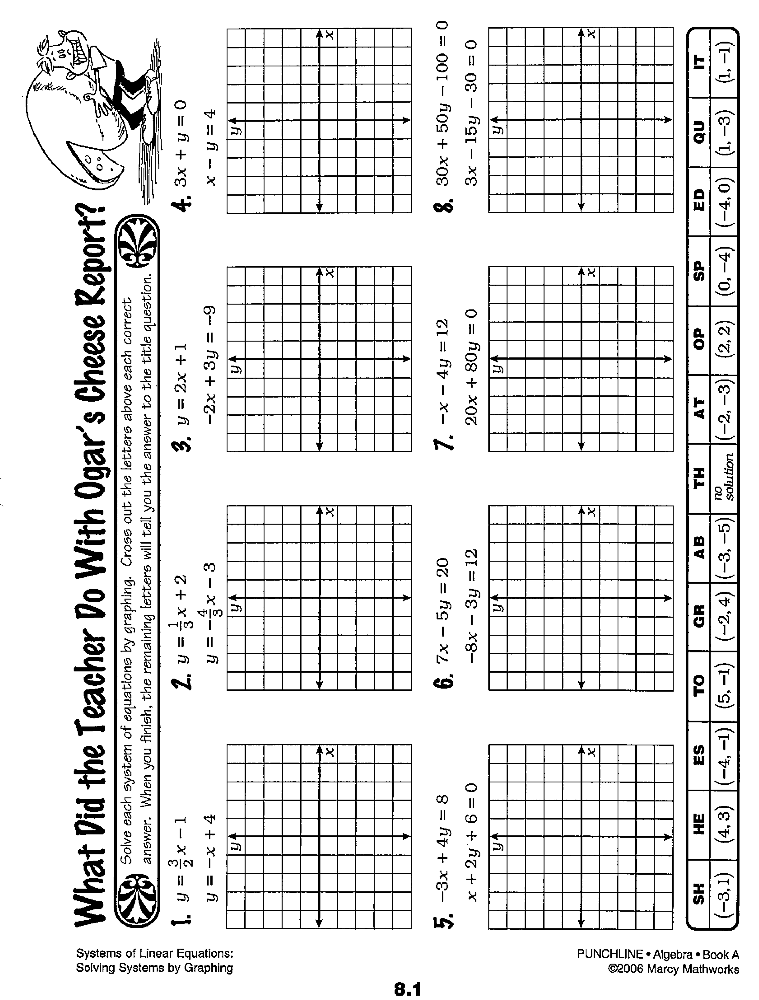 What Did the Teacher Do With Ogar's Cheese Report?
Solve each system of equations by graphing. Cross out the letters above each correct
answer. When you finish, the remaining letters will tell you the answer to the title question.
1. y = 3/2 x − 1
y = −x + 4
2. y = 1/3 x + 2
y = −4/3 x − 3
3. y = 2x + 1
−2x + 3y = −9
4. 3x + y = 0
x − y = 4
y
x
y
x
y
x
y
x
5. −3x + 4y = 8
x + 2y + 6 = 0
6. 7x − 5y = 20
−8x − 3y = 12
7. −x − 4y = 12
20x + 80y = 0
8. 30x + 50y − 100 = 0
3x − 15y − 30 = 0
y
x
y
x
y
x
y
x
SH HE ES TO GR AB TH AT OP SP ED QU IT
(−3, 1) (4, 3) (−4, −1) (5, −1) (−2, 4) (−3, −5) no solution (−2, −3) (2, 2) (0, −4) (−4, 0) (1, −3) (1, −1)
Systems of Linear Equations:
Solving Systems by Graphing
8.1
PUNCHLINE • Algebra • Book A
©2006 Marcy Mathworks